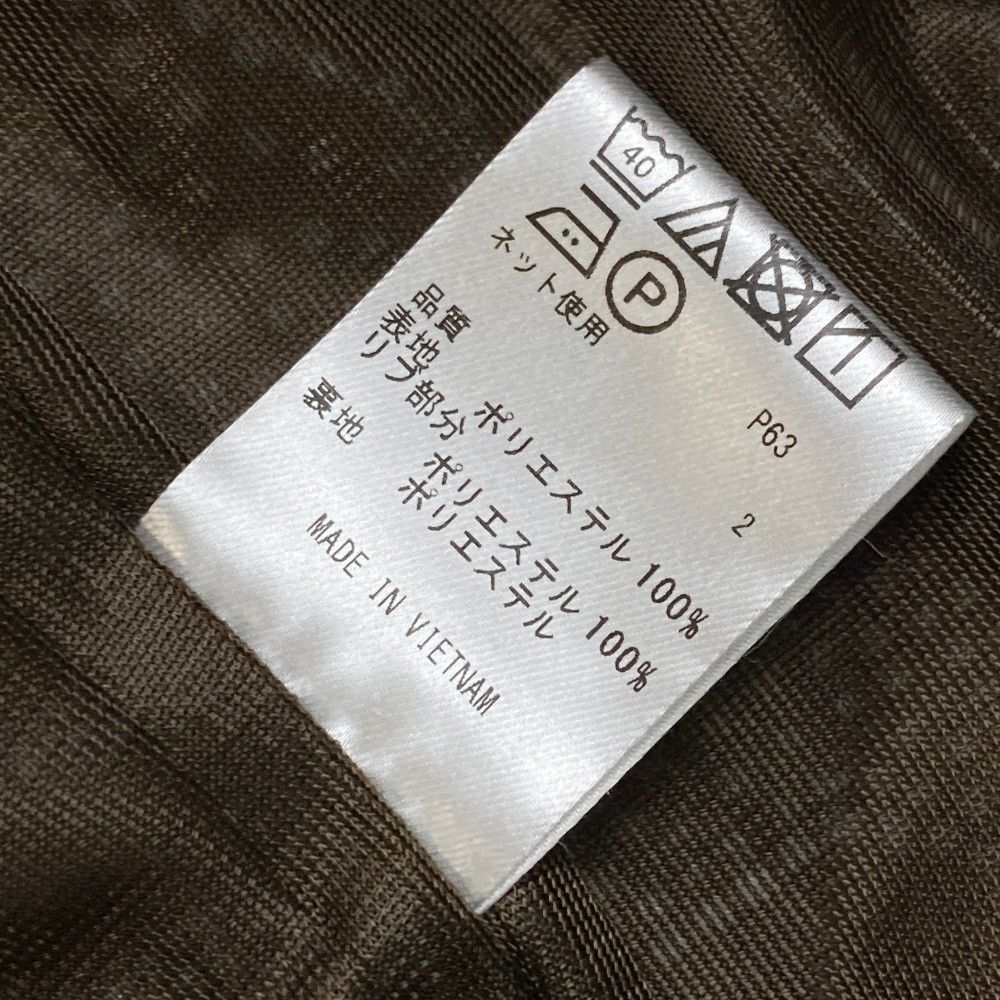 40
P
ネット使用
P63
2
品質
表地 ポリエステル 100%
リブ部分 ポリエステル 100%
裏地 ポリエステル
MADE IN VIETNAM